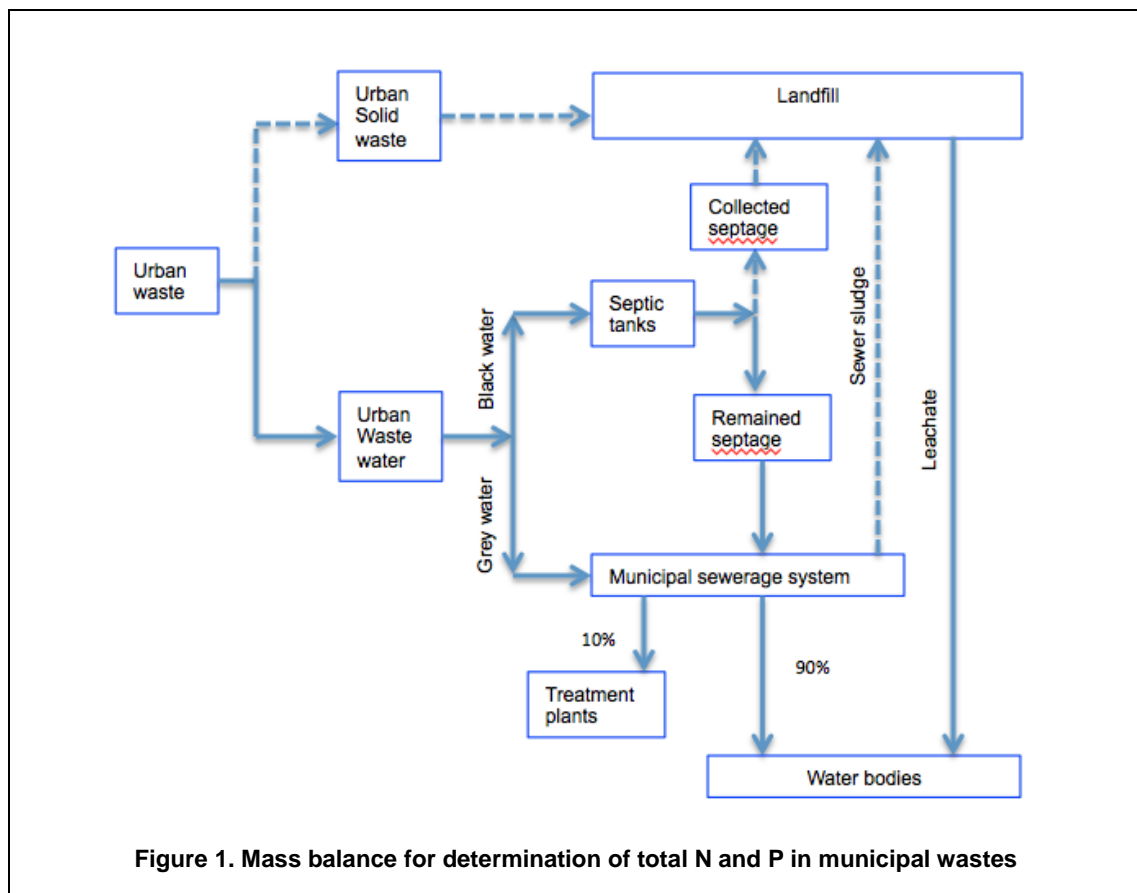 Urban
Solid
waste
Landfill
Collected
septage
Urban
waste
Septic
tanks
Black water
Sewer sludge
Urban
Waste
water
Remained
septage
Leachate
Grey water
Municipal sewerage system
10%
90%
Treatment
plants
Water bodies
Figure 1. Mass balance for determination of total N and P in municipal wastes